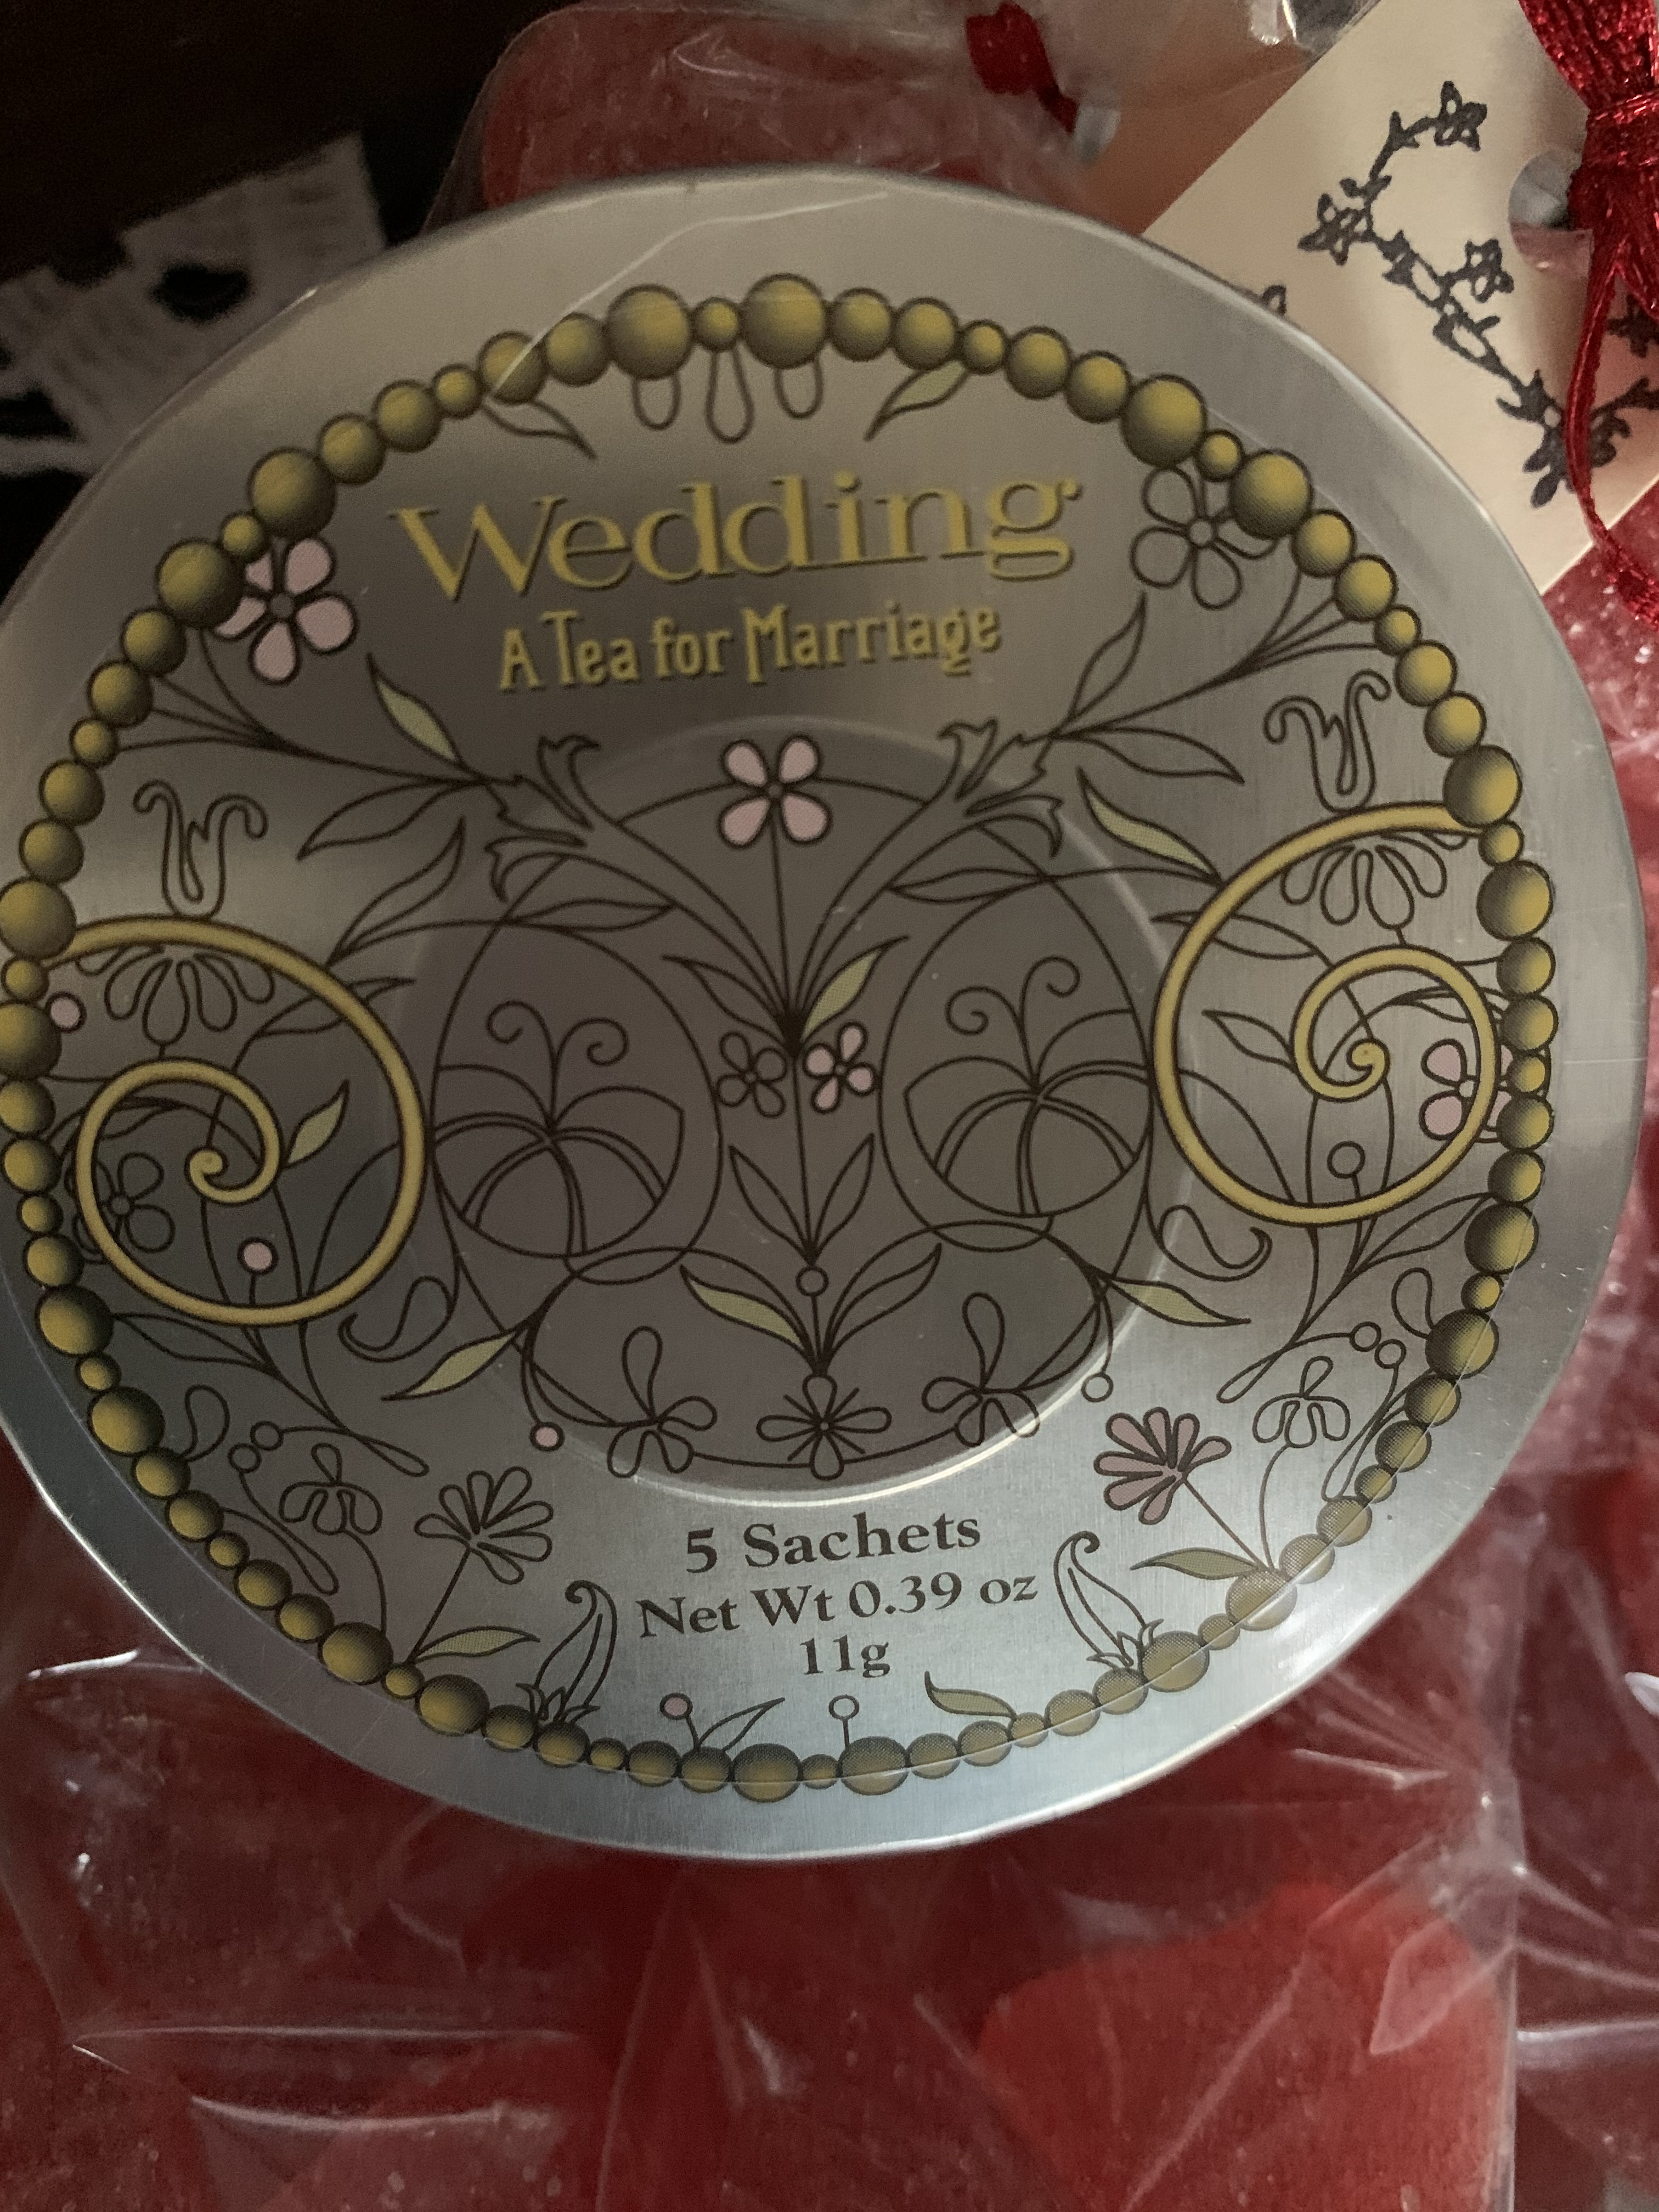 Wedding
A Tea for Marriage
5 Sachets
Net Wt 0.39 oz
11g